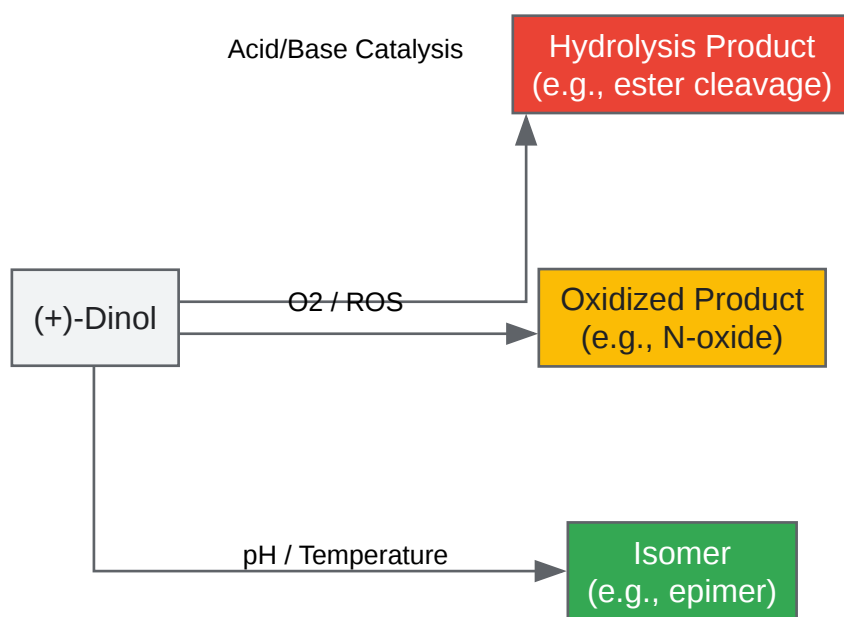 Acid/Base Catalysis
Hydrolysis Product
(e.g., ester cleavage)
(+)-Dinol
O2 / ROS
Oxidized Product
(e.g., N-oxide)
pH / Temperature
Isomer
(e.g., epimer)